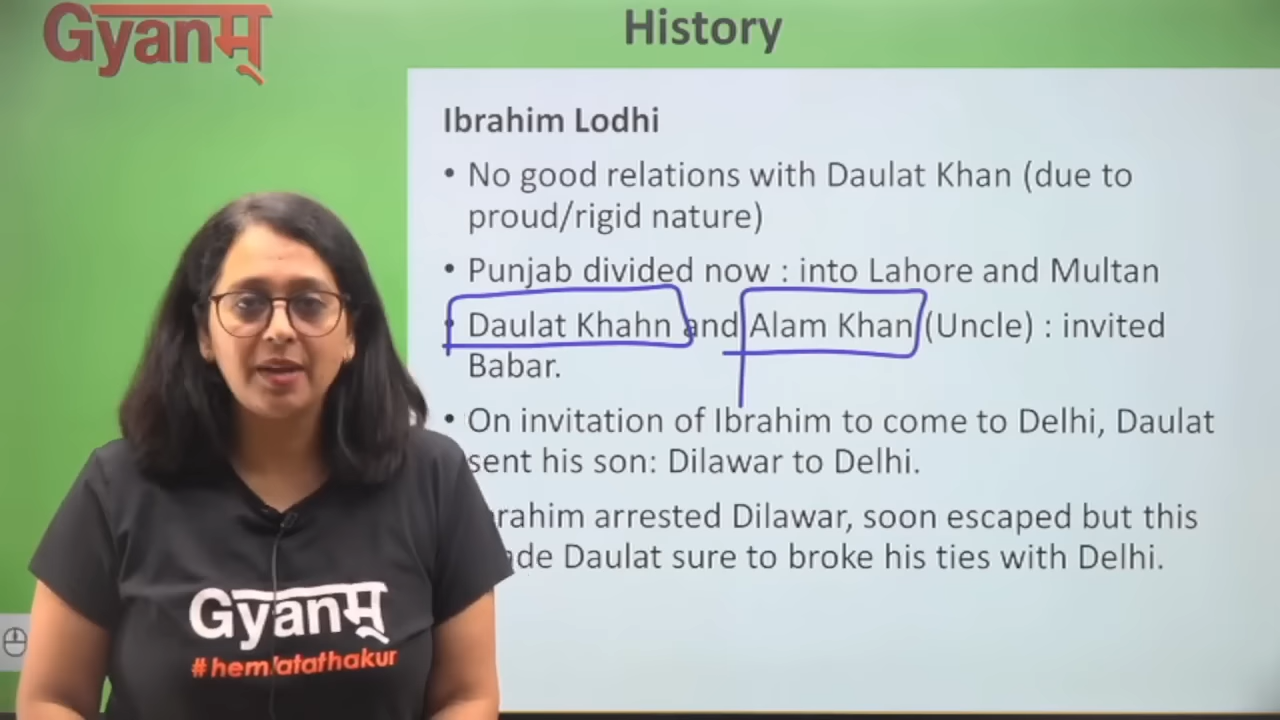 Gyanम्
History
Ibrahim Lodhi
• No good relations with Daulat Khan (due to
proud/rigid nature)
• Punjab divided now : into Lahore and Multan
• Daulat Khahn and Alam Khan (Uncle) : invited
Babar.
• On invitation of Ibrahim to come to Delhi, Daulat
sent his son: Dilawar to Delhi.
brahim arrested Dilawar, soon escaped but this
de Daulat sure to broke his ties with Delhi.
Gyanम्
#hemlatathakur